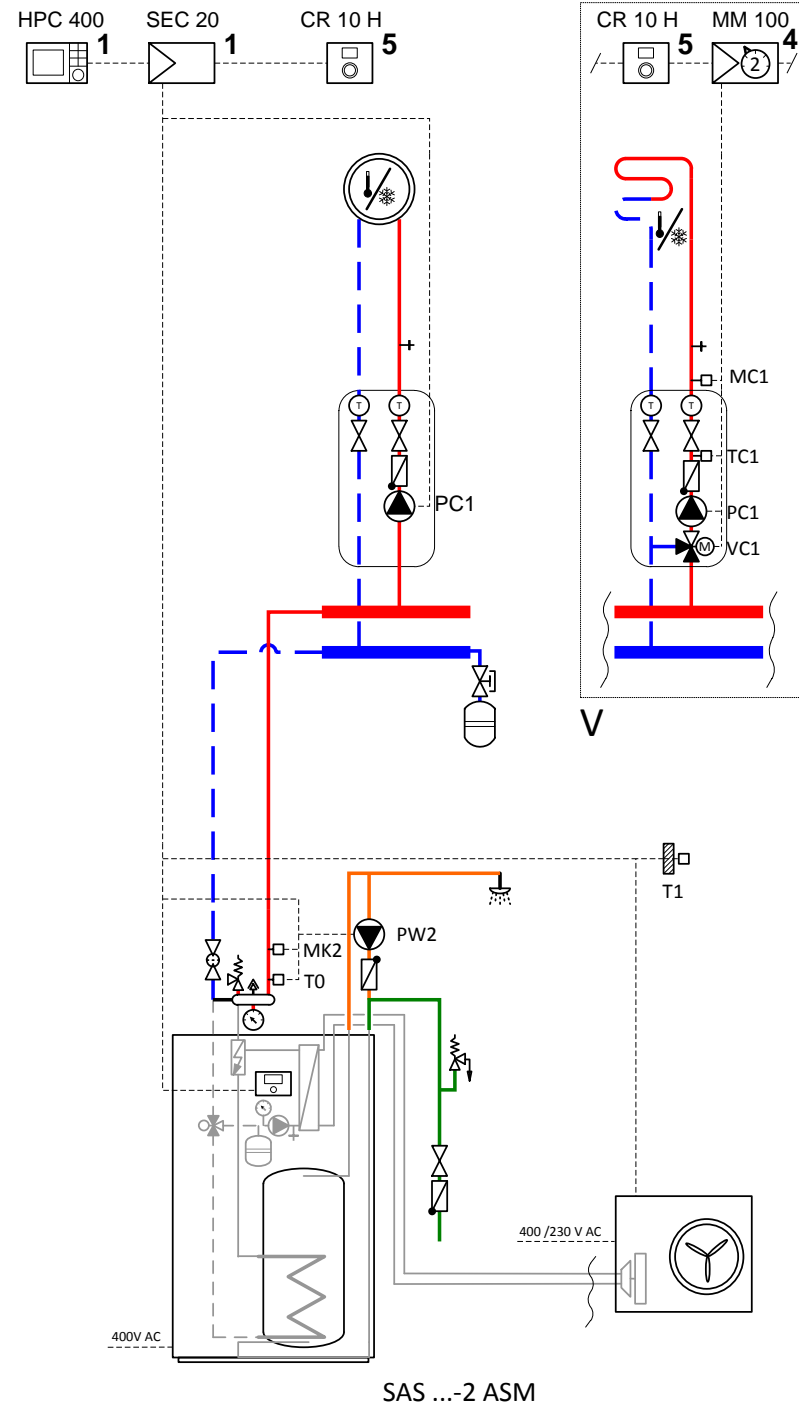 HPC 400 SEC 20 CR 10 H CR 10 H MM 100
1 1 5 5 4
2
MC1
T T T T
TC1
PC1 PC1
M VC1
V
T1
PW2
MK2
T0
400 /230 V AC
400V AC
SAS ...-2 ASM